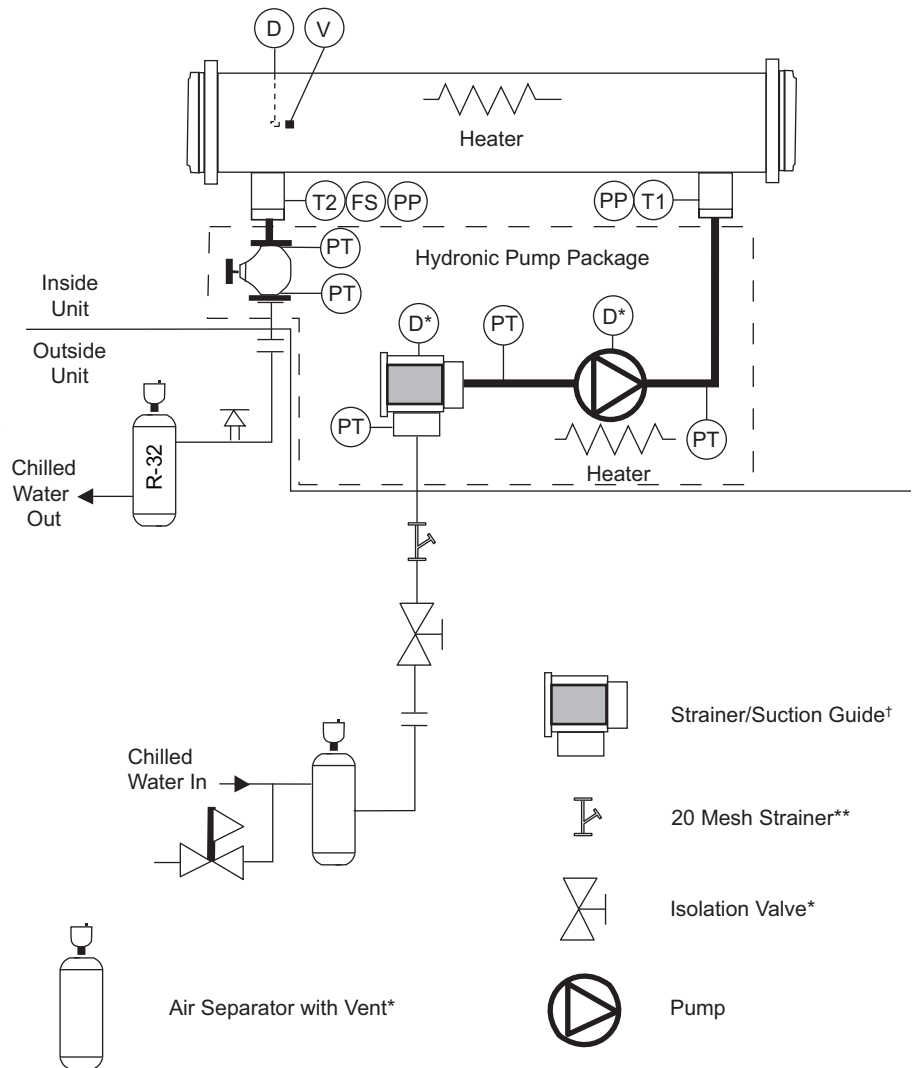 D
V
Heater
T2
FS
PP
PP
T1
PT
Hydronic Pump Package
PT
Inside
Unit
Outside
Unit
D*
PT
D*
PT
PT
R-32
Heater
Chilled
Water
Out
Strainer/Suction Guide†
Chilled
Water In
20 Mesh Strainer**
Isolation Valve*
Air Separator with Vent*
Pump